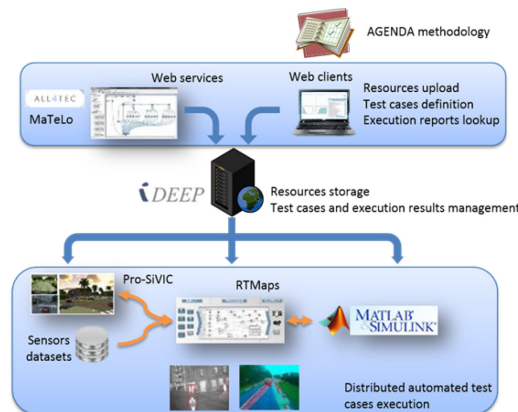 AGENDA methodology
Web services
Web clients
ALL4TEC
MaTeLo
Resources upload
Test cases definition
Execution reports lookup
iDEEP
Resources storage
Test cases and execution results management
Pro-SiVIC
RTMaps
Sensors
datasets
MATLAB
&SIMULINK
Distributed automated test
cases execution